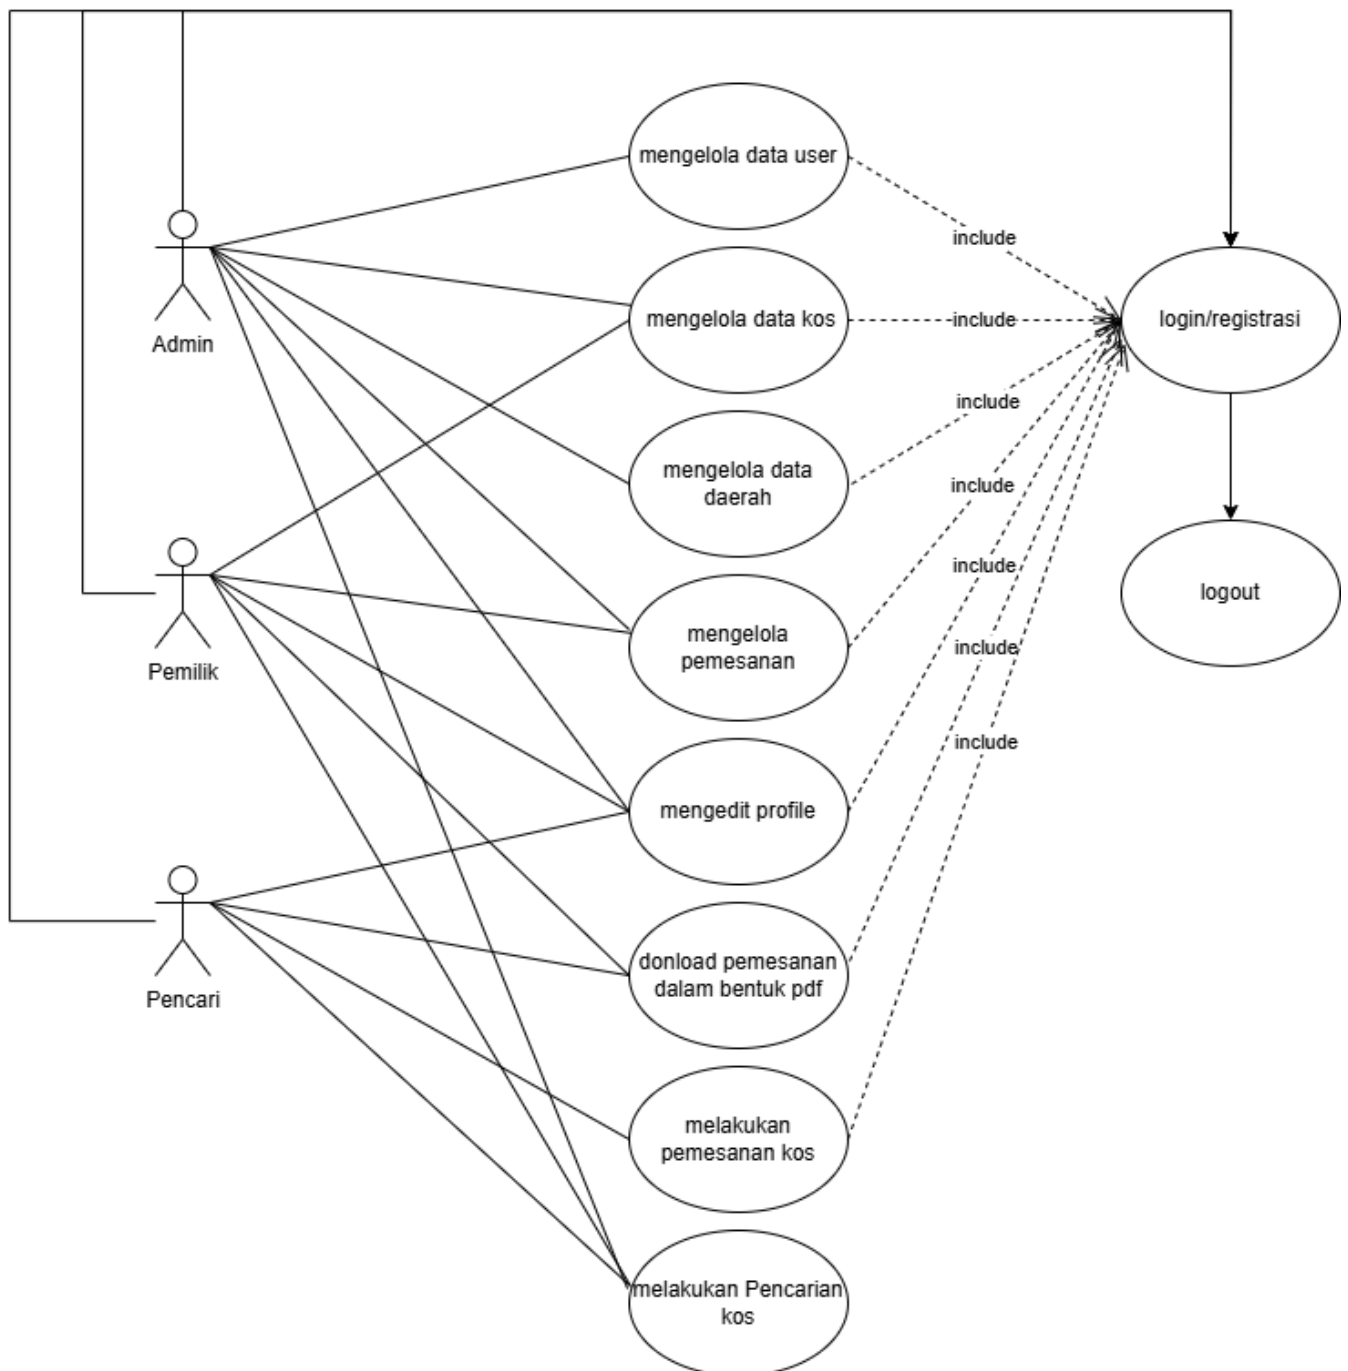 mengelola data user
include
mengelola data kos
include
login/registrasi
Admin
include
mengelola data
daerah
include
include
logout
mengelola
pemesanan
include
Pemilik
include
mengedit profile
donload pemesanan
dalam bentuk pdf
Pencari
melakukan
pemesanan kos
melakukan Pencarian
kos